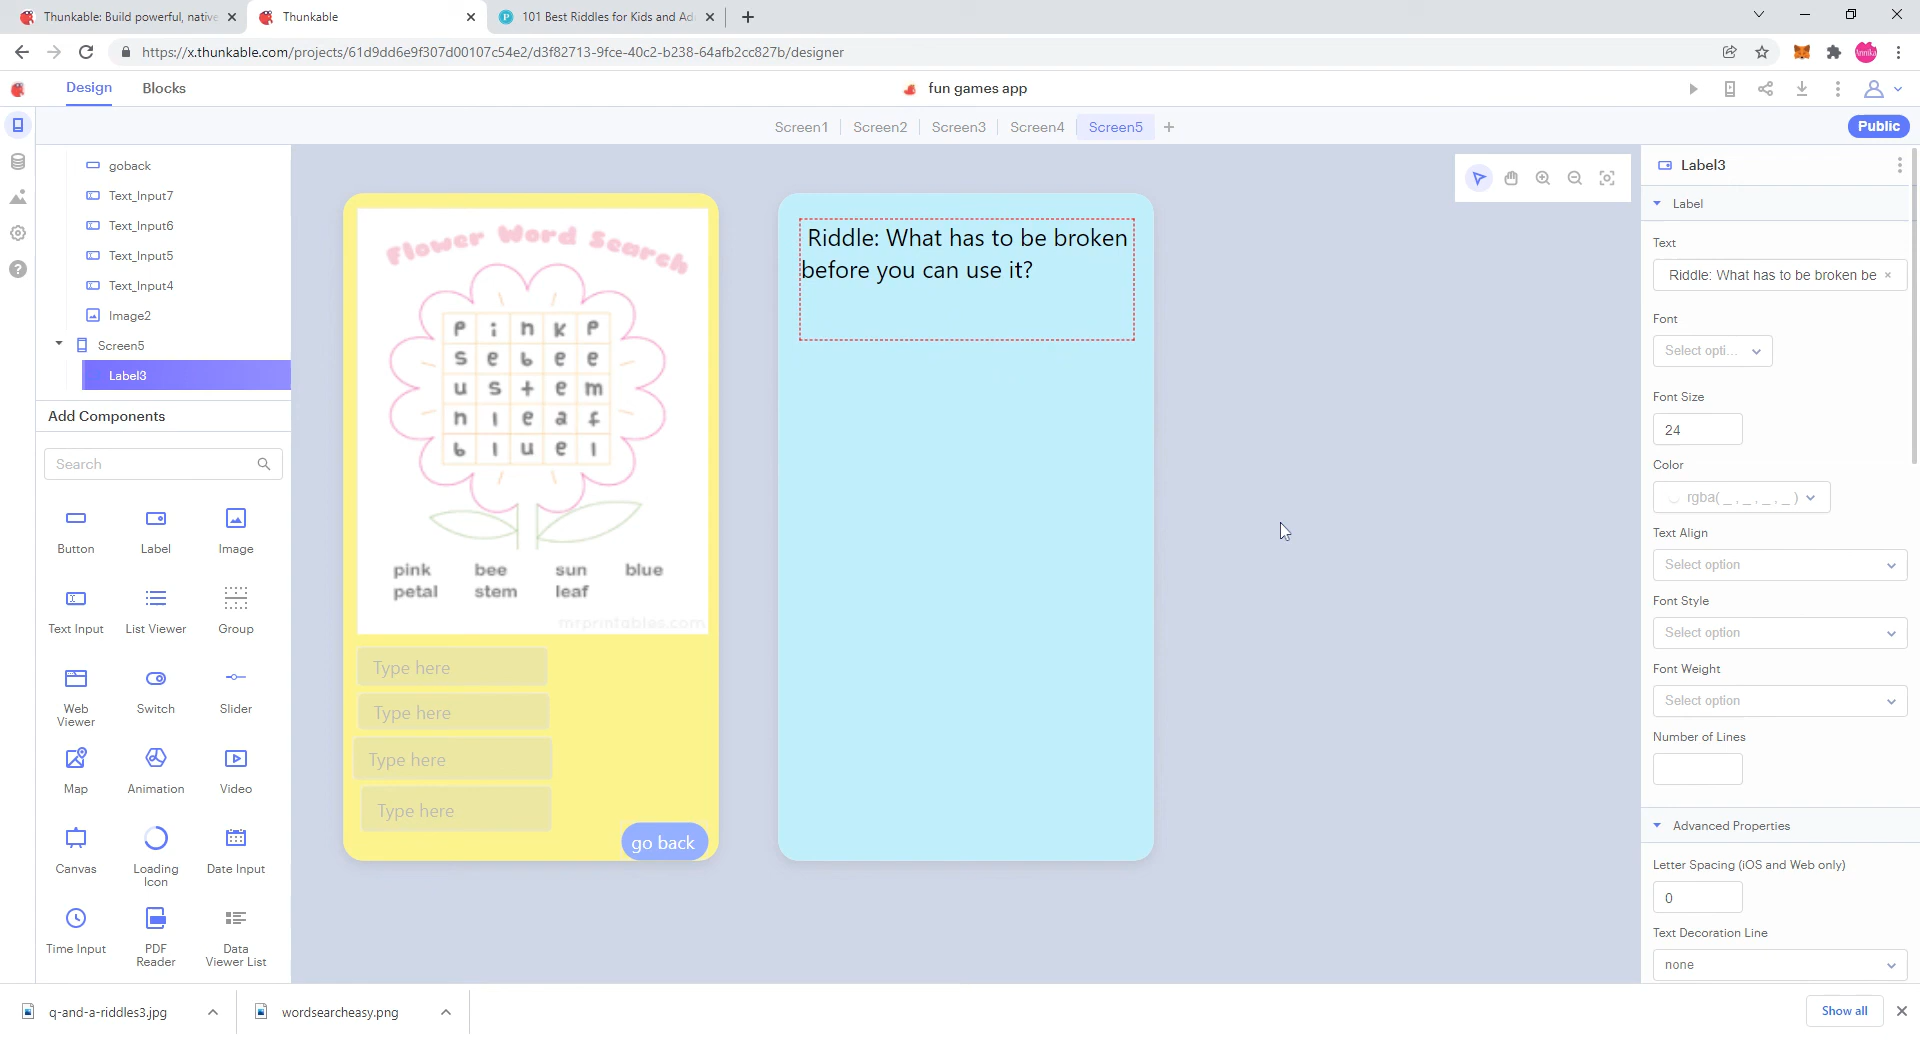 Thunkable: Build powerful, native
Thunkable
101 Best Riddles for Kids and Ad
https://x.thunkable.com/projects/61d9dd6e9f307d00107c54e2/d3f82713-9fce-40c2-b238-64afb2cc827b/designer
Annika
Design
Blocks
fun games app
Screen1
Screen2
Screen3
Screen4
Screen5
Public
goback
Text_Input7
Text_Input6
Text_Input5
Text_Input4
Image2
Screen5
Label3
Add Components
Search
Button
Label
Image
Text Input
List Viewer
Group
Web
Viewer
Switch
Slider
Map
Animation
Video
Canvas
Loading
Icon
Date Input
Time Input
PDF
Reader
Data
Viewer List
Flower Word Search
p i n k p
s e b e e
u s t e m
n l e a f
b l u e l
pink bee sun blue
petal stem leaf
mrprintables.com
Type here
Type here
Type here
Type here
go back
Riddle: What has to be broken
before you can use it?
Label3
Label
Text
Riddle: What has to be broken be
Font
Select opti...
Font Size
24
Color
rgba( _ , _ , _ , _ )
Text Align
Select option
Font Style
Select option
Font Weight
Select option
Number of Lines
Advanced Properties
Letter Spacing (iOS and Web only)
0
Text Decoration Line
none
q-and-a-riddles3.jpg
wordsearcheasy.png
Show all